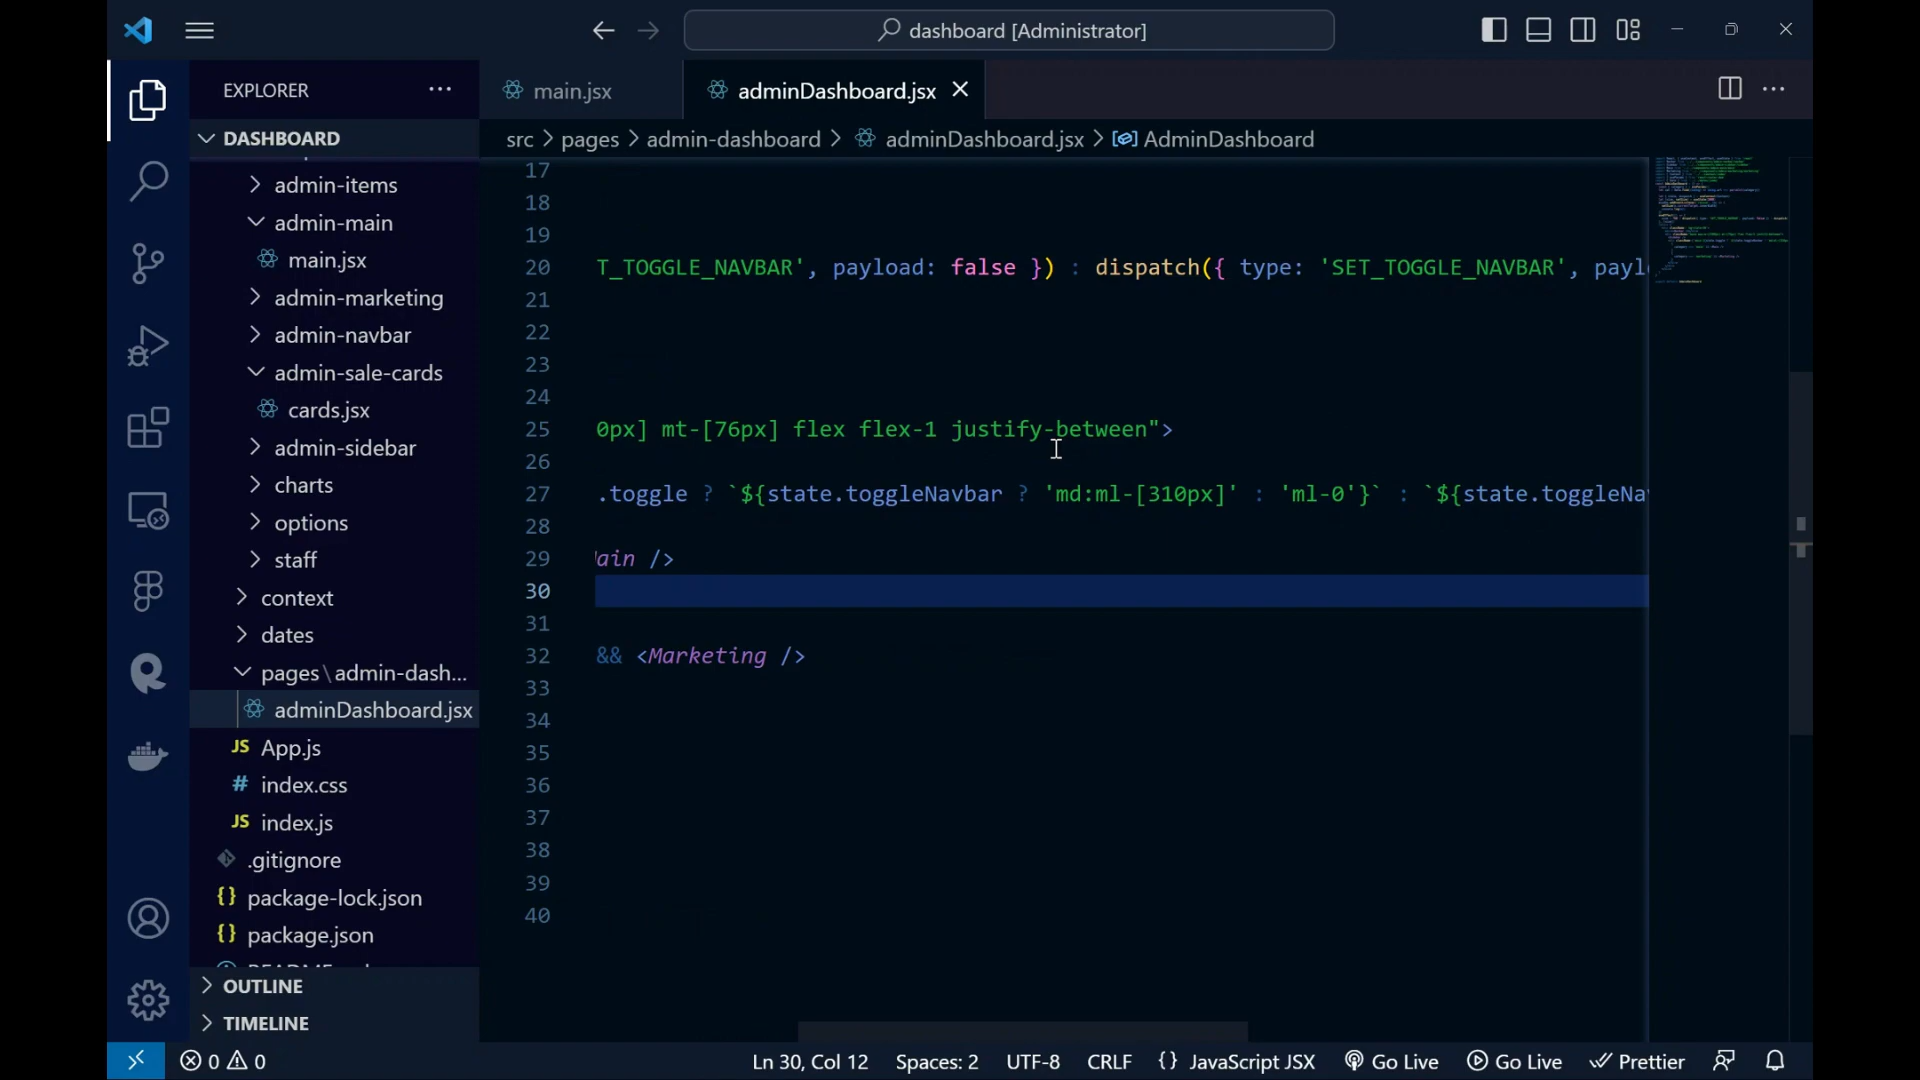 dashboard [Administrator]
EXPLORER
main.jsx
adminDashboard.jsx
DASHBOARD
src > pages > admin-dashboard > adminDashboard.jsx > AdminDashboard
admin-items
admin-main
main.jsx
admin-marketing
admin-navbar
admin-sale-cards
cards.jsx
admin-sidebar
charts
options
staff
context
dates
pages\admin-dash...
adminDashboard.jsx
JS App.js
# index.css
JS index.js
.gitignore
{} package-lock.json
{} package.json
OUTLINE
TIMELINE
17
18
19
20 T_TOGGLE_NAVBAR', payload: false }) : dispatch({ type: 'SET_TOGGLE_NAVBAR', payl
21
22
23
24
25 0px] mt-[76px] flex flex-1 justify-between">
26
27 .toggle ? `${state.toggleNavbar ? 'md:ml-[310px]' : 'ml-0'}` : `${state.toggleNa
28
29 ain />
30
31
32 && <Marketing />
33
34
35
36
37
38
39
40
0 0
Ln 30, Col 12
Spaces: 2
UTF-8
CRLF
{} JavaScript JSX
Go Live
Go Live
Prettier